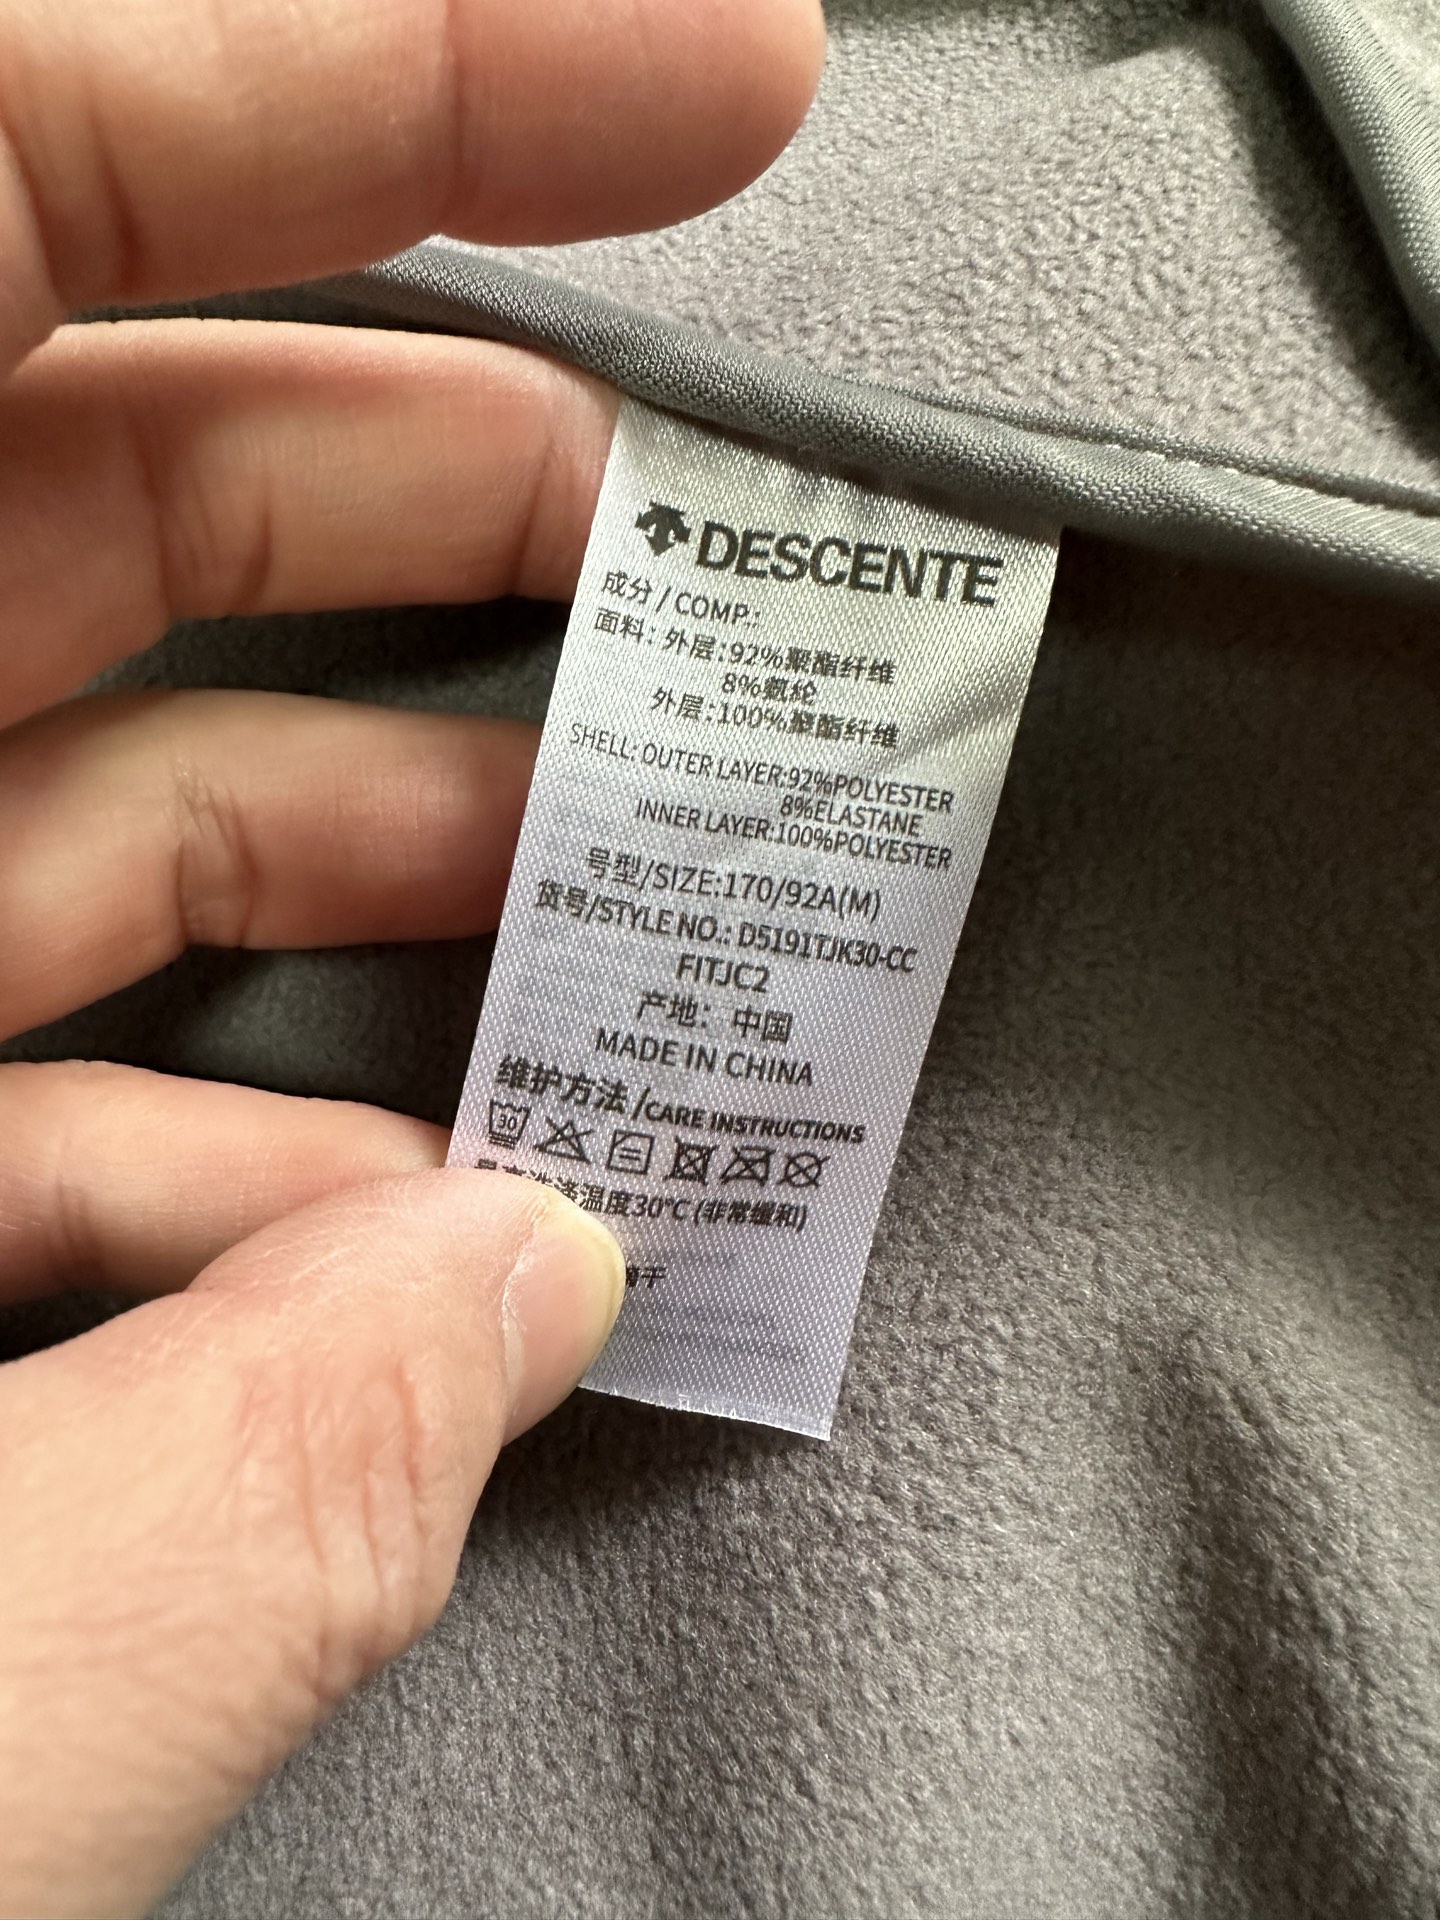 DESCENTE
成分/COMP.:
面料：外层:92%聚酯纤维
8%氨纶
外层:100%聚酯纤维
SHELL: OUTER LAYER:92%POLYESTER
8%ELASTANE
INNER LAYER:100%POLYESTER
号型/SIZE:170/92A(M)
货号/STYLE NO.: D5191TJK30-CC
FITJC2
产地：中国
MADE IN CHINA
维护方法/CARE INSTRUCTIONS
30
温度30°C (非常缓和)